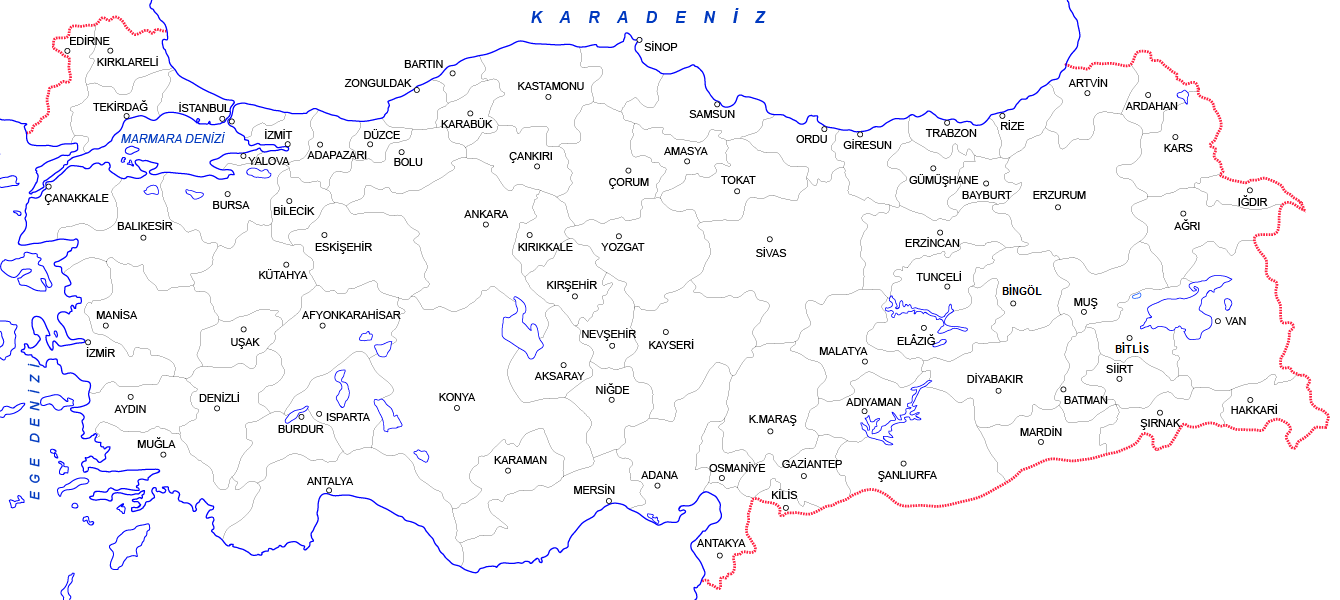 K A R A D E N İ Z
EDİRNE
KIRKLARELİ
TEKİRDAĞ
İSTANBUL
MARMARA DENİZİ
İZMİT
YALOVA
ADAPAZARI
DÜZCE
BOLU
ZONGULDAK
BARTIN
KARABÜK
KASTAMONU
SİNOP
ÇANKIRI
ÇORUM
SAMSUN
AMASYA
TOKAT
ORDU
GİRESUN
TRABZON
RİZE
ARTVİN
ARDAHAN
KARS
GÜMÜŞHANE
BAYBURT
ERZURUM
IĞDIR
AĞRI
ÇANAKKALE
BALIKESİR
BURSA
BİLECİK
ESKİŞEHİR
KÜTAHYA
ANKARA
KIRIKKALE
YOZGAT
SİVAS
ERZİNCAN
TUNCELİ
BİNGÖL
MUŞ
VAN
BİTLİS
SİİRT
MANİSA
İZMİR
UŞAK
AFYONKARAHİSAR
KIRŞEHİR
NEVŞEHİR
KAYSERİ
AKSARAY
NİĞDE
MALATYA
ELÂZIĞ
DİYABAKIR
BATMAN
AYDIN
DENİZLİ
BURDUR
ISPARTA
KONYA
MUĞLA
ANTALYA
KARAMAN
MERSİN
ADANA
OSMANİYE
K.MARAŞ
ADIYAMAN
GAZİANTEP
KİLİS
ŞANLIURFA
MARDİN
ŞIRNAK
HAKKARİ
ANTAKYA
EGE DENİZİ